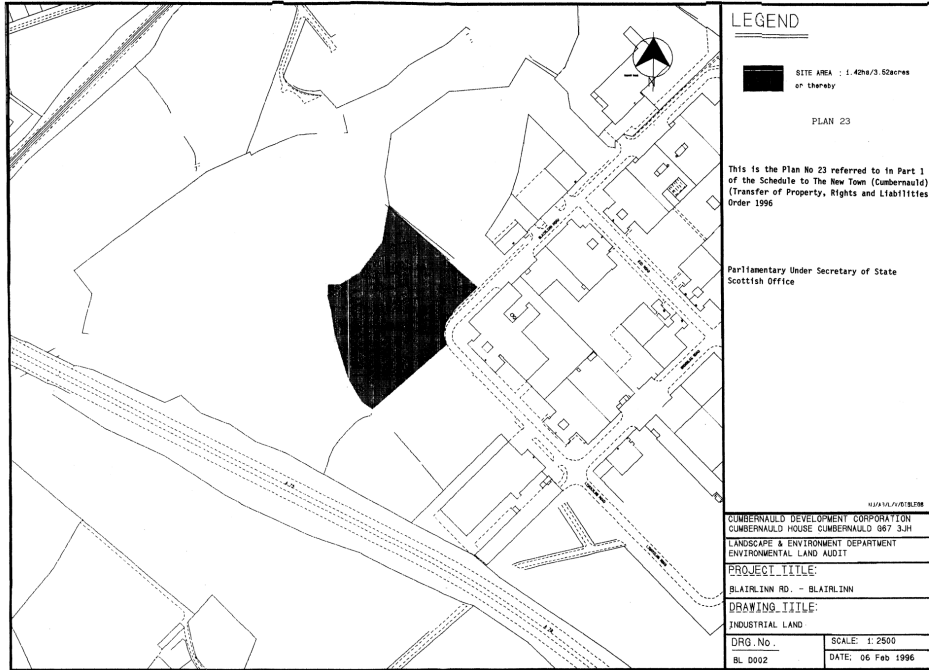 LEGEND
SITE AREA : 1.42ha/3.52acres
or thereby
PLAN 23
This is the Plan No 23 referred to in Part 1
of the Schedule to The New Town (Cumbernauld)
(Transfer of Property, Rights and Liabilities
Order 1996
Parliamentary Under Secretary of State
Scottish Office
CUMBERNAULD DEVELOPMENT CORPORATION
CUMBERNAULD HOUSE CUMBERNAULD G67 3JH
LANDSCAPE & ENVIRONMENT DEPARTMENT
ENVIRONMENTAL LAND AUDIT
PROJECT TITLE:
BLAIRLINN RD. - BLAIRLINN
DRAWING TITLE:
INDUSTRIAL LAND
DRG.No.
BL D002
SCALE: 1:2500
DATE: 06 Feb 1996
N
BLAIRLINN ROAD
A 73